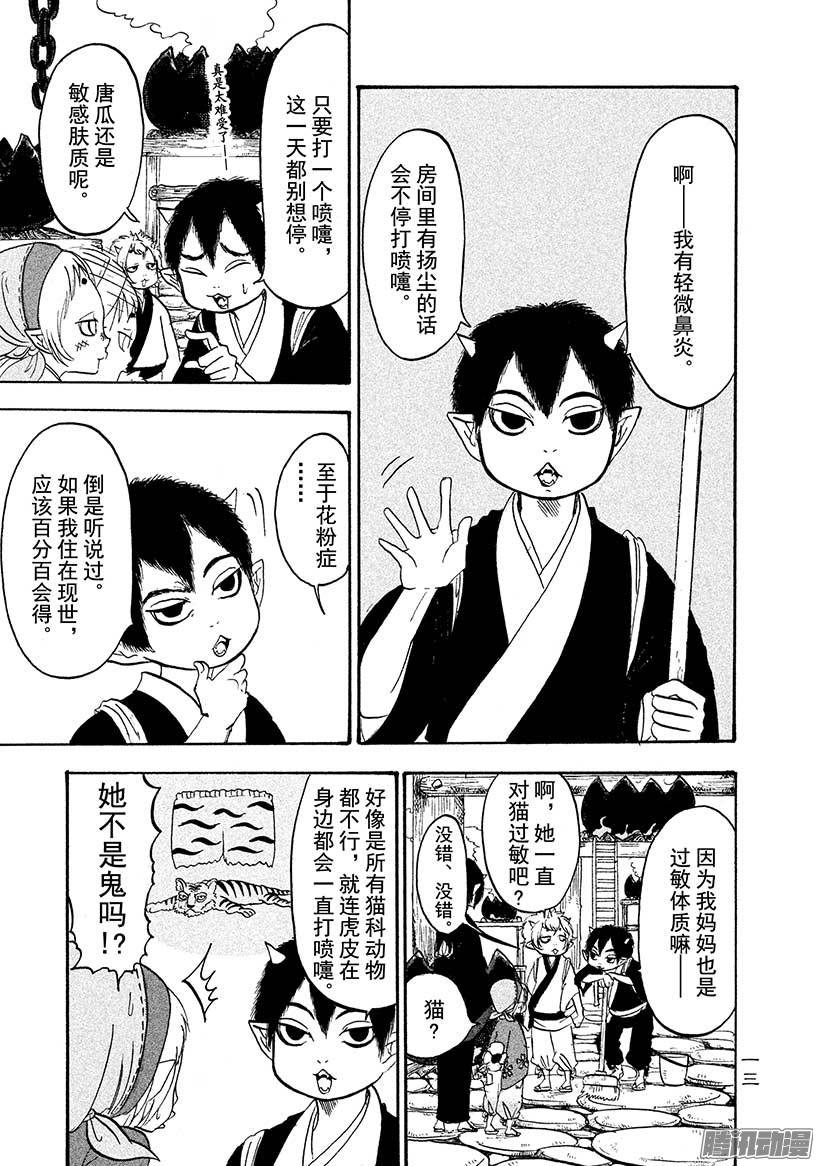 啊——我有轻微鼻炎。
房间里有扬尘的话
会不停打喷嚏。
只要打一个喷嚏，
这一天都别想停。
真是太难受了
唐瓜还是
敏感肤质呢。
至于花粉症
……
倒是听说过。
如果我住在现世，
应该百分百会得。
因为我妈妈也是
过敏体质嘛——
啊，她一直
对猫过敏吧？
没错、没错。
猫？
好像是所有猫科动物
都不行，就连虎皮在
身边都会一直打喷嚏。
她不是鬼吗！？
一三
腾讯动漫